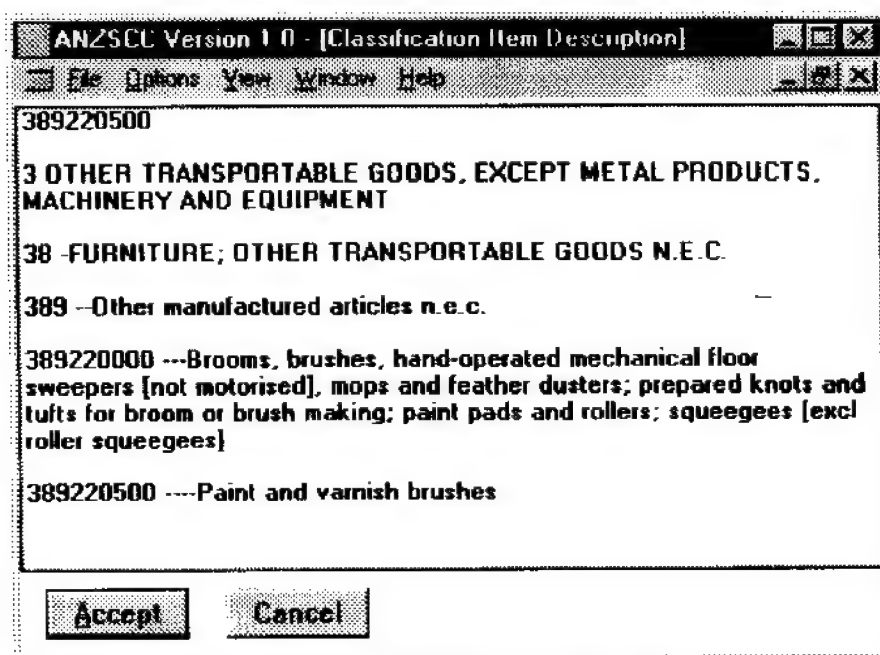 ANZSCC Version 1.0 - [Classification Item Description]
File Options View Window Help
389220500
3 OTHER TRANSPORTABLE GOODS, EXCEPT METAL PRODUCTS,
MACHINERY AND EQUIPMENT
38 -FURNITURE; OTHER TRANSPORTABLE GOODS N.E.C.
389 --Other manufactured articles n.e.c.
389220000 ---Brooms, brushes, hand-operated mechanical floor
sweepers [not motorised], mops and feather dusters; prepared knots and
tufts for broom or brush making; paint pads and rollers; squeegees [excl
roller squeegees]
389220500 ----Paint and varnish brushes
Accept Cancel